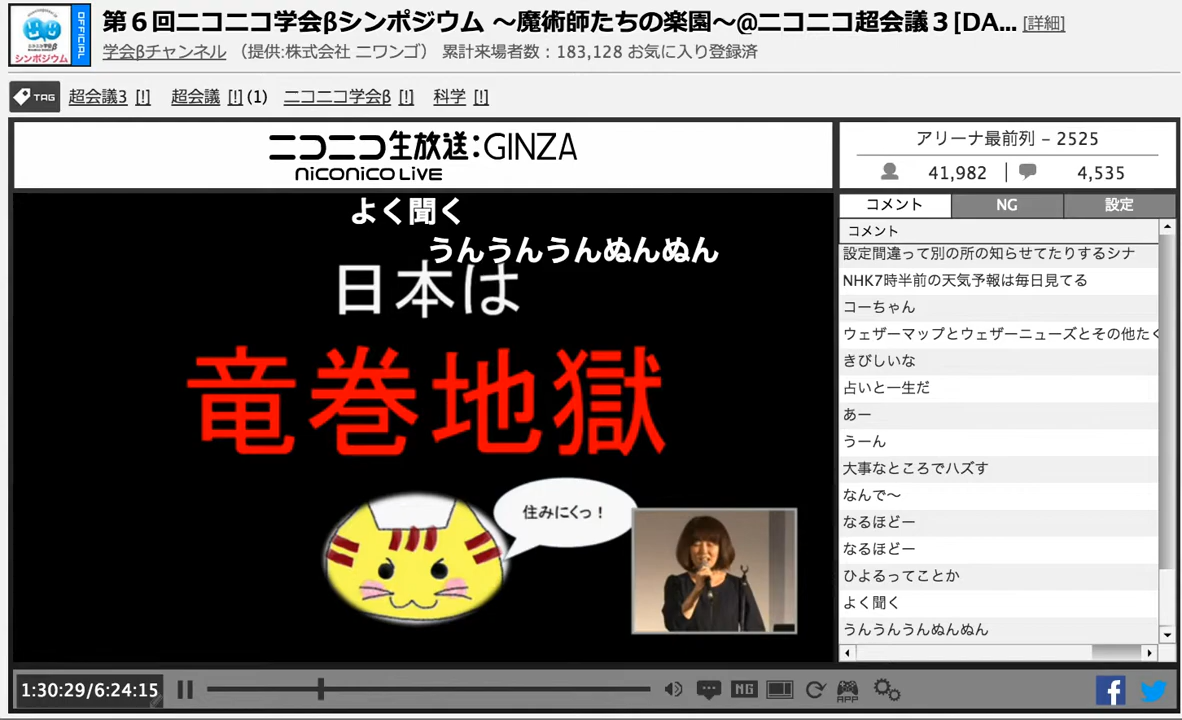 第６回ニコニコ学会βシンポジウム ～魔術師たちの楽園～@ニコニコ超会議３[DA... [詳細]
シンポジウム
OFFICIAL
学会βチャンネル （提供:株式会社 ニワンゴ） 累計来場者数：183,128 お気に入り登録済
TAG 超会議3 [!] 超会議 [!] (1) ニコニコ学会β [!] 科学 [!]
ニコニコ生放送:GINZA
niconico LiVE
よく聞く
うんうんうんぬんぬん
日本は
竜巻地獄
住みにくっ！
アリーナ最前列 – 2525
41,982 | 4,535
コメント NG 設定
コメント
設定間違って別の所の知らせてたりするシナ
NHK7時半前の天気予報は毎日見てる
コーちゃん
ウェザーマップとウェザーニューズとその他たく
きびしいな
占いと一生だ
あー
うーん
大事なところでハズす
なんで～
なるほどー
なるほどー
ひよるってことか
よく聞く
うんうんうんぬんぬん
1:30:29/6:24:15
NG
APP